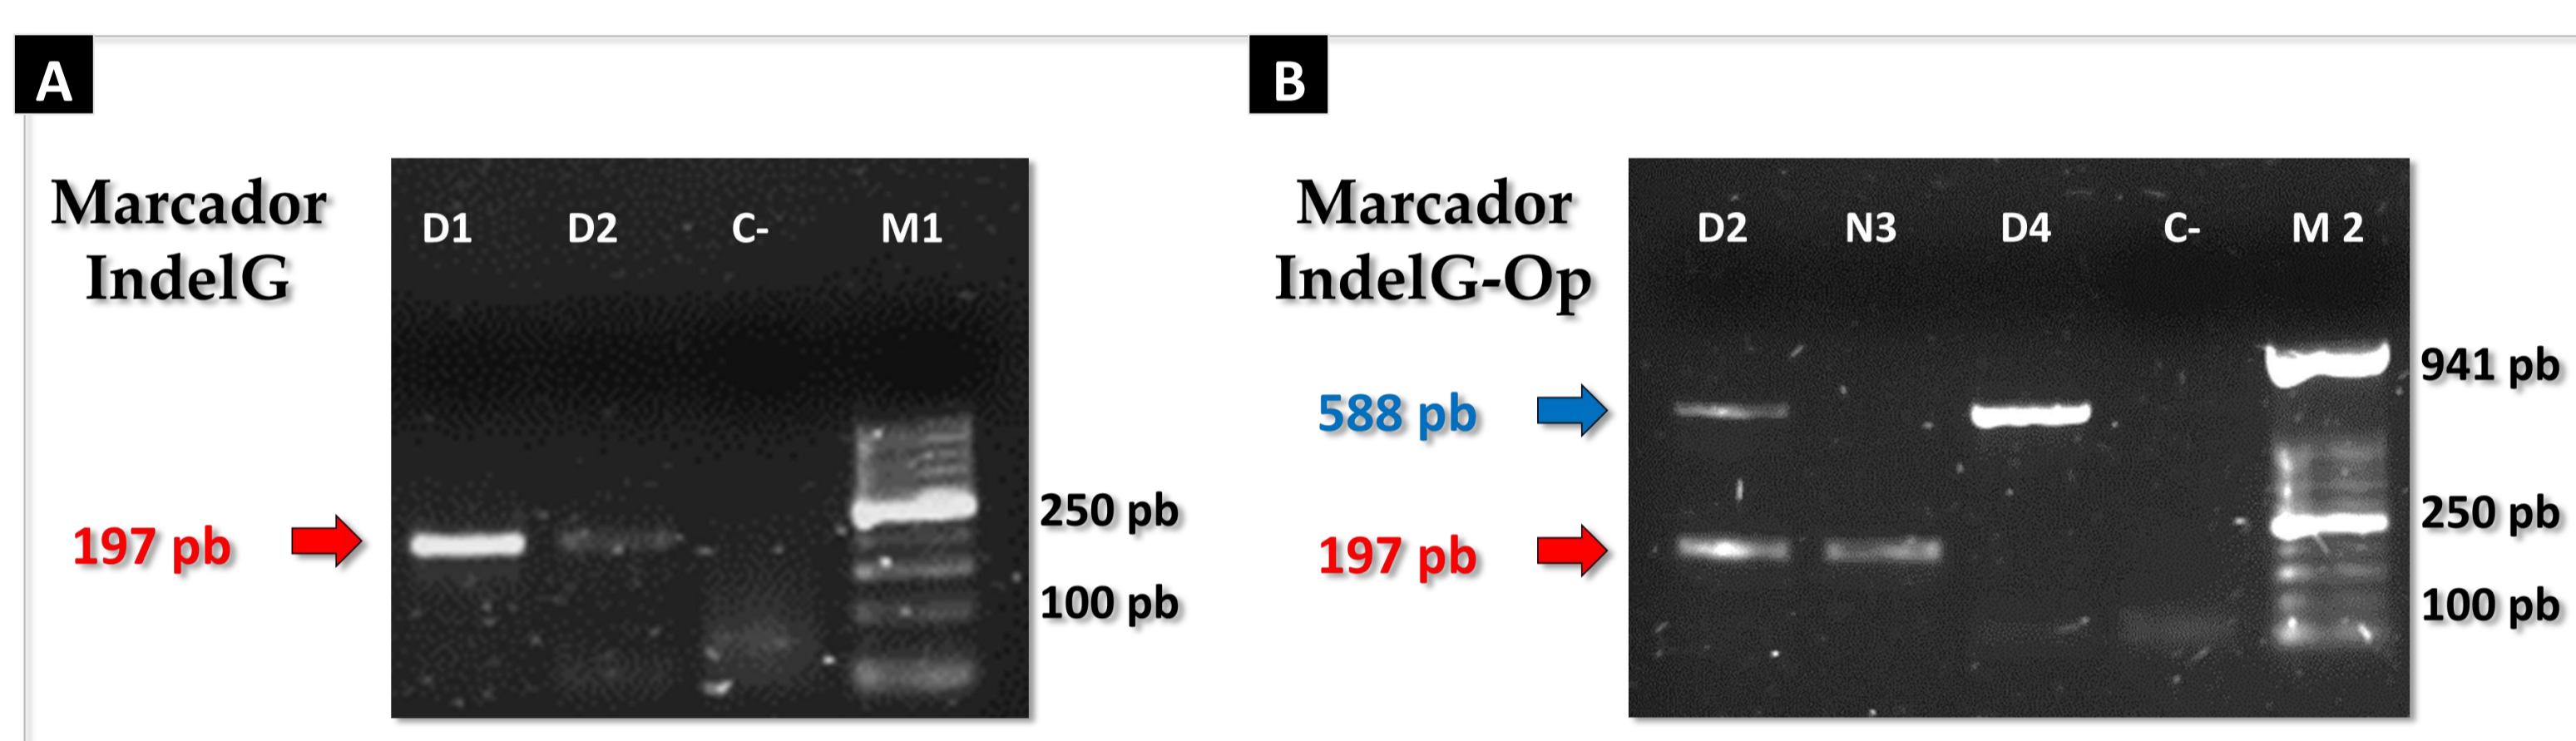 A
Marcador
IndelG
D1 D2 C- M1
197 pb
250 pb
100 pb
B
Marcador
IndelG-Op
D2 N3 D4 C- M 2
588 pb
197 pb
941 pb
250 pb
100 pb